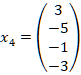 x₄ = ( 3
-5
-1
-3 )